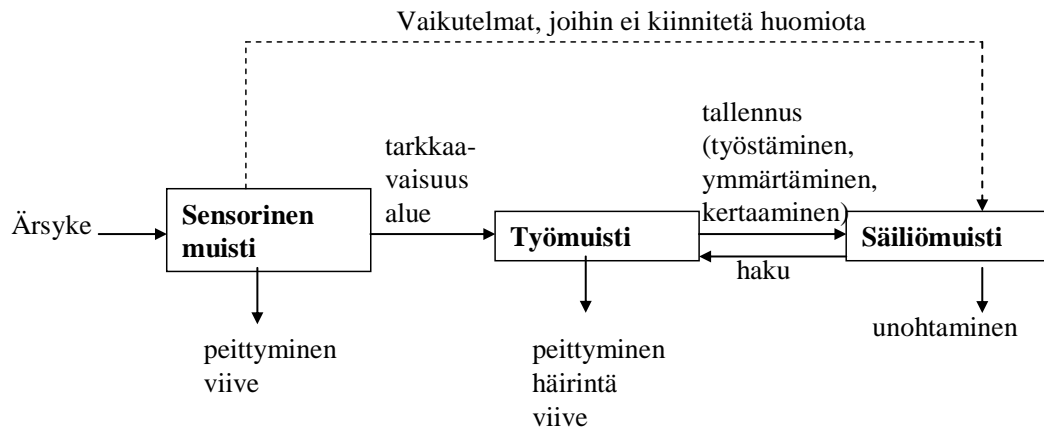 Vaikutelmat, joihin ei kiinnitetä huomiota
tarkkaa-
vaisuus
alue
tallennus
(työstäminen,
ymmärtäminen,
kertaaminen)
Ärsyke
Sensorinen
muisti
Työmuisti
Säiliömuisti
haku
peittyminen
viive
peittyminen
häirintä
viive
unohtaminen